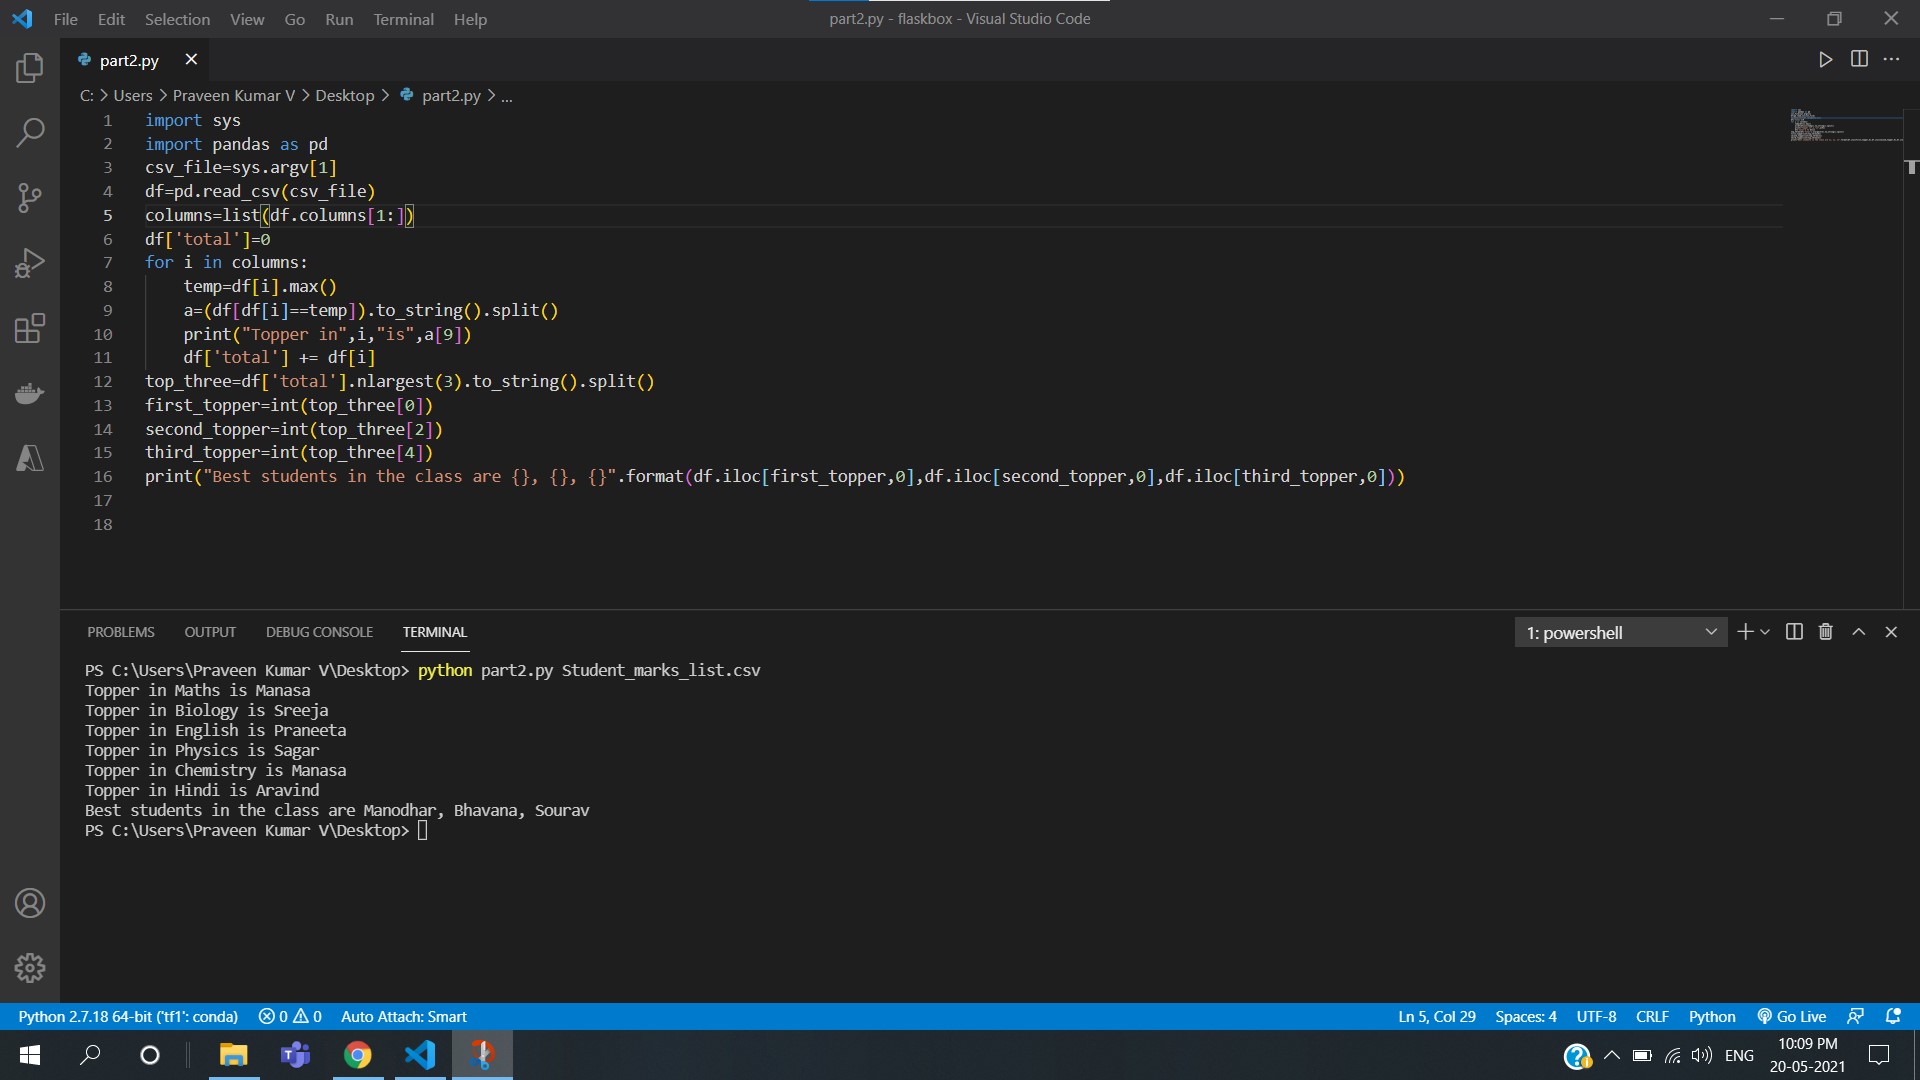 File Edit Selection View Go Run Terminal Help
part2.py - flaskbox - Visual Studio Code
part2.py
C: > Users > Praveen Kumar V > Desktop > part2.py > ...
1 import sys
2 import pandas as pd
3 csv_file=sys.argv[1]
4 df=pd.read_csv(csv_file)
5 columns=list(df.columns[1:])
6 df['total']=0
7 for i in columns:
8     temp=df[i].max()
9     a=(df[df[i]==temp]).to_string().split()
10     print("Topper in",i,"is",a[9])
11     df['total'] += df[i]
12 top_three=df['total'].nlargest(3).to_string().split()
13 first_topper=int(top_three[0])
14 second_topper=int(top_three[2])
15 third_topper=int(top_three[4])
16 print("Best students in the class are {}, {}, {}".format(df.iloc[first_topper,0],df.iloc[second_topper,0],df.iloc[third_topper,0]))
17
18
PROBLEMS OUTPUT DEBUG CONSOLE TERMINAL
1: powershell
PS C:\Users\Praveen Kumar V\Desktop> python part2.py Student_marks_list.csv
Topper in Maths is Manasa
Topper in Biology is Sreeja
Topper in English is Praneeta
Topper in Physics is Sagar
Topper in Chemistry is Manasa
Topper in Hindi is Aravind
Best students in the class are Manodhar, Bhavana, Sourav
PS C:\Users\Praveen Kumar V\Desktop>
Python 2.7.18 64-bit ('tf1': conda) 0 0 Auto Attach: Smart
Ln 5, Col 29 Spaces: 4 UTF-8 CRLF Python Go Live
ENG
10:09 PM
20-05-2021